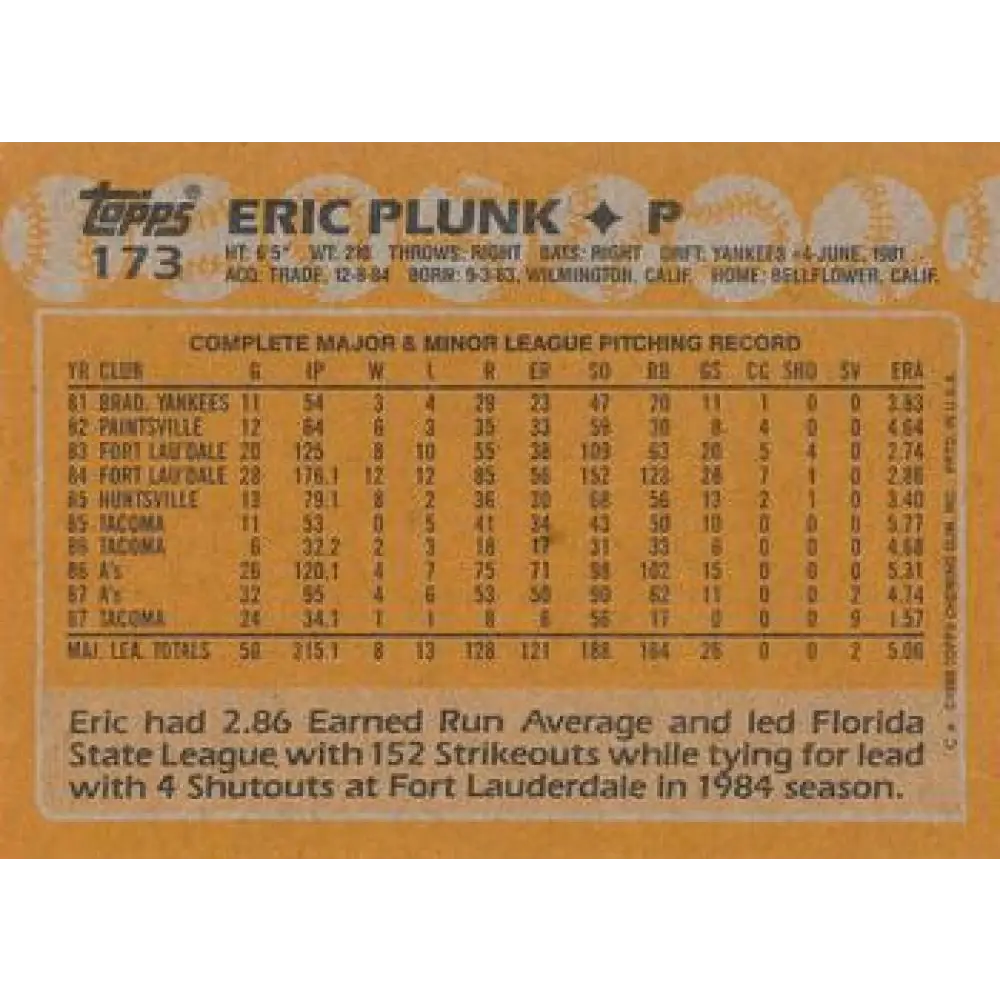 topps®
173
ERIC PLUNK ✦ P
HT: 6'5" WT: 210 THROWS: RIGHT BATS: RIGHT DRFT: YANKEES #4-JUNE, 1981
ACQ: TRADE, 12-8-84 BORN: 9-3-63, WILMINGTON, CALIF. HOME: BELLFLOWER, CALIF.
COMPLETE MAJOR & MINOR LEAGUE PITCHING RECORD
YR CLUB G IP W L R ER SO BB GS CG SHO SV ERA
81 BRAD. YANKEES 11 54 3 4 29 23 47 20 11 1 0 0 3.83
82 PAINTSVILLE 12 64 6 3 35 33 59 30 8 4 0 0 4.64
83 FORT LAU'DALE 20 125 8 10 55 38 109 63 20 5 4 0 2.74
84 FORT LAU'DALE 28 176.1 12 12 85 56 152 123 28 7 1 0 2.86
85 HUNTSVILLE 13 79.1 8 2 36 30 68 56 13 2 1 0 3.40
85 TACOMA 11 53 0 5 41 34 43 50 10 0 0 0 5.77
86 TACOMA 6 32.2 2 3 18 17 31 33 6 0 0 0 4.68
86 A's 26 120.1 4 7 75 71 98 102 15 0 0 0 5.31
87 A's 32 95 4 6 53 50 90 62 11 0 0 2 4.74
87 TACOMA 24 34.1 1 1 8 6 56 17 0 0 0 9 1.57
MAJ. LEA. TOTALS 58 215.1 8 13 128 121 188 164 26 0 0 2 5.06
Eric had 2.86 Earned Run Average and led Florida
State League with 152 Strikeouts while tying for lead
with 4 Shutouts at Fort Lauderdale in 1984 season.
TOPPS CHEWING GUM, INC. PRTD. IN U.S.A.